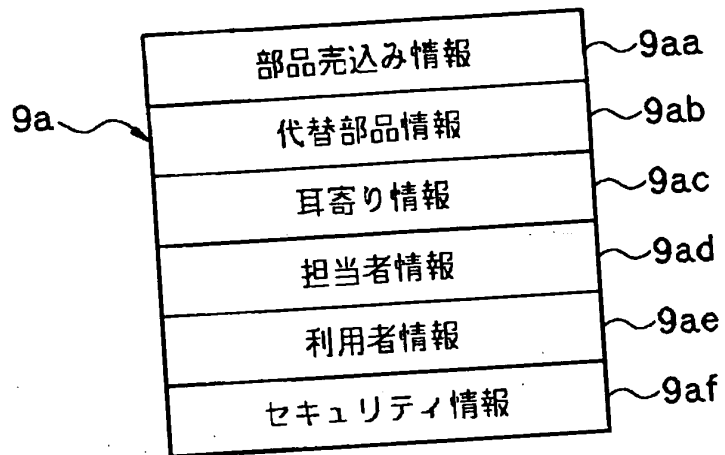 部品売込み情報 9aa
9a
代替部品情報 9ab
耳寄り情報 9ac
担当者情報 9ad
利用者情報 9ae
セキュリティ情報 9af